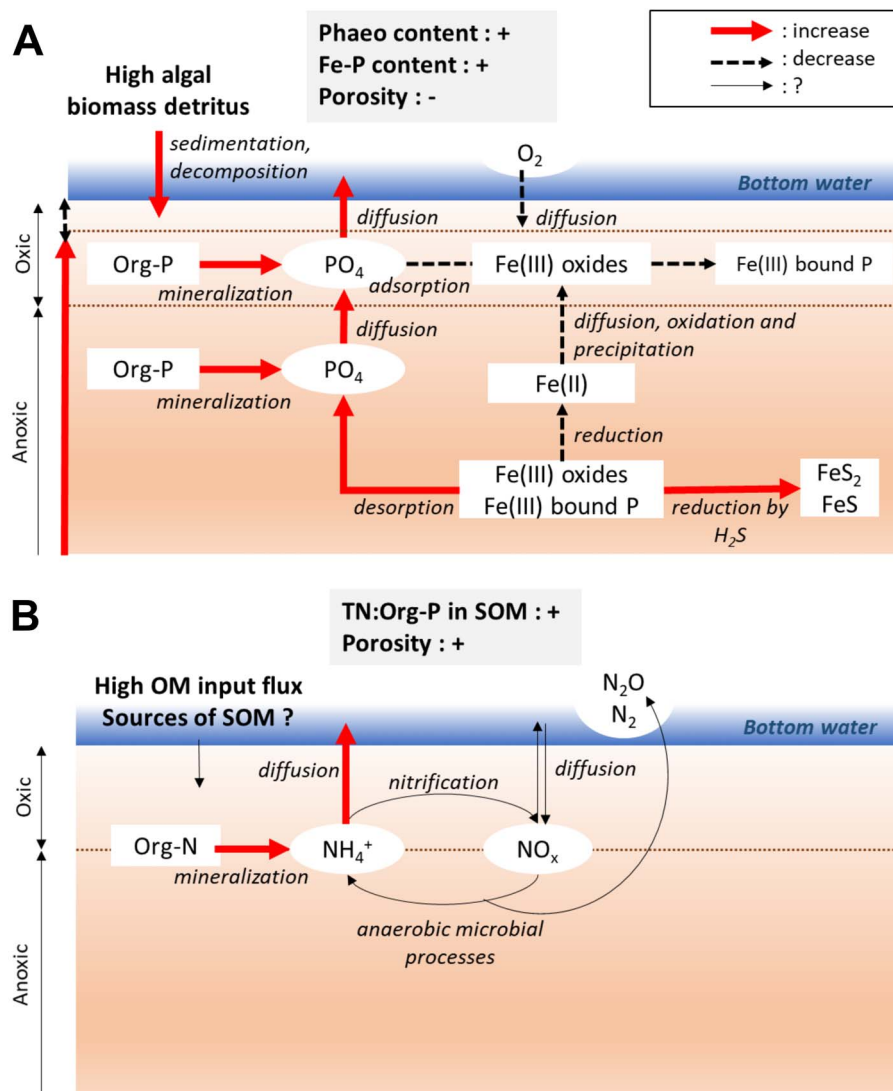 A
Phaeo content : +
Fe-P content : +
Porosity : -
: increase
: decrease
: ?
High algal
biomass detritus
sedimentation,
decomposition
O2
Bottom water
diffusion
diffusion
Oxic
Org-P
mineralization
PO4
adsorption
Fe(III) oxides
Fe(III) bound P
diffusion
diffusion, oxidation and
precipitation
Anoxic
Org-P
mineralization
PO4
Fe(II)
reduction
desorption
Fe(III) oxides
Fe(III) bound P
reduction by
H2S
FeS2
FeS
B
TN:Org-P in SOM : +
Porosity : +
High OM input flux
Sources of SOM ?
N2O
N2
Bottom water
Oxic
diffusion
nitrification
diffusion
Org-N
mineralization
NH4+
NOx
anaerobic microbial
processes
Anoxic